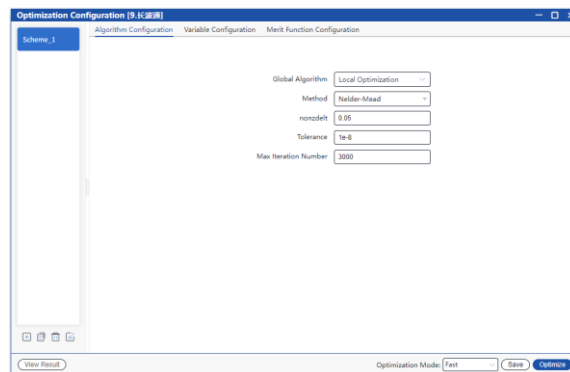 Optimization Configuration [9.长波通]
Scheme_1
Algorithm Configuration Variable Configuration Merit Function Configuration
Global Algorithm Local Optimization
Method Nelder-Mead
nonzdelt 0.05
Tolerance 1e-8
Max Iteration Number 3000
View Result Optimization Mode: Fast Save Optimize